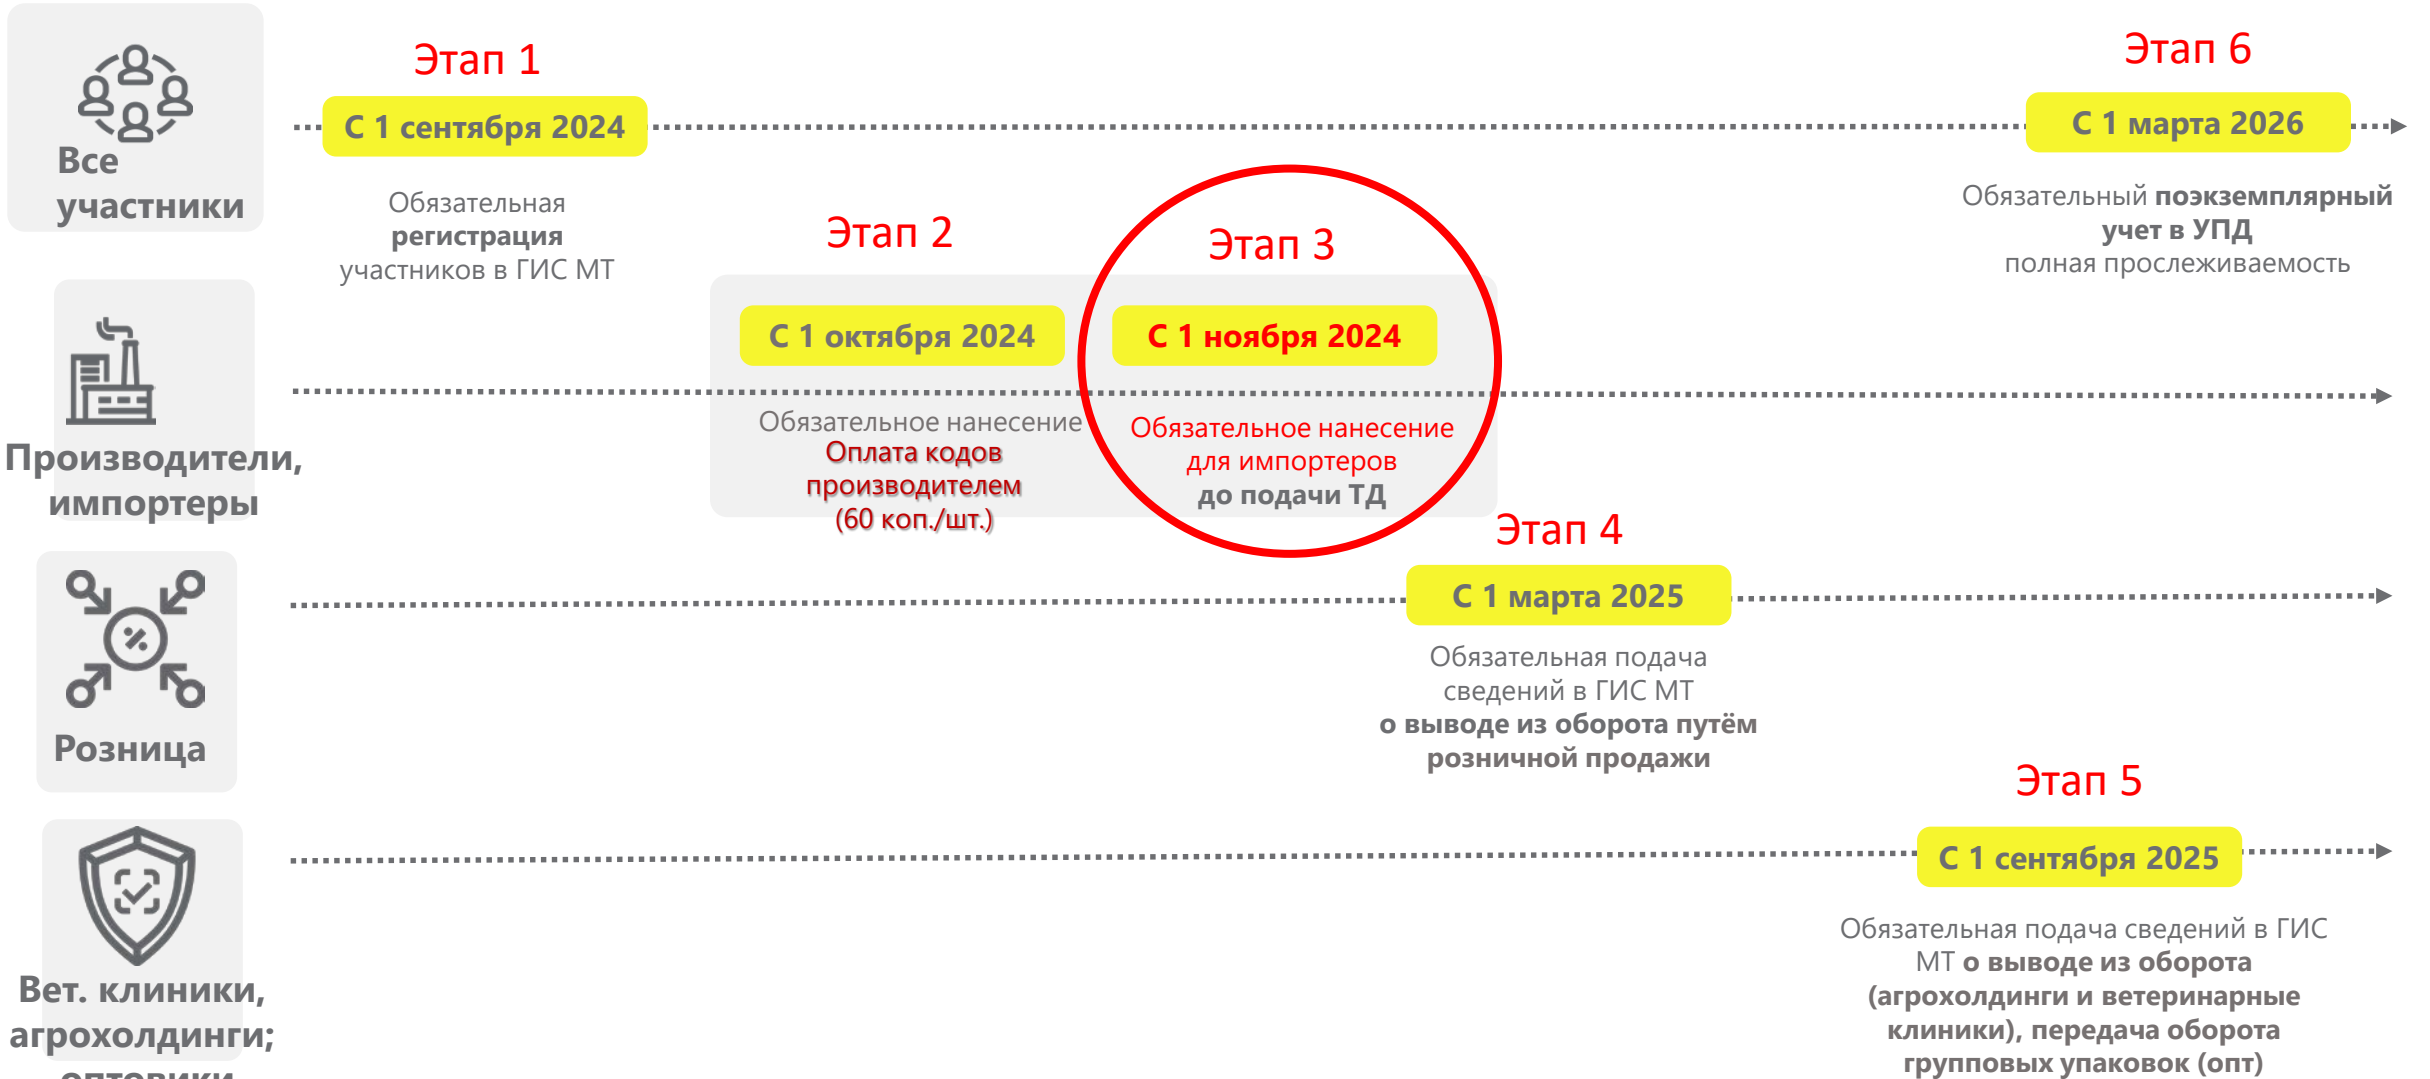 Этап 1
Этап 6
С 1 сентября 2024
С 1 марта 2026
Все
участники
Обязательная
регистрация
участников в ГИС МТ
Обязательный поэкземплярный
учет в УПД
полная прослеживаемость
Этап 2
Этап 3
С 1 октября 2024
С 1 ноября 2024
Обязательное нанесение
Оплата кодов
производителем
(60 коп./шт.)
Обязательное нанесение
для импортеров
до подачи ТД
Производители,
импортеры
Этап 4
С 1 марта 2025
Обязательная подача
сведений в ГИС МТ
о выводе из оборота путём
розничной продажи
Розница
Этап 5
С 1 сентября 2025
Обязательная подача сведений в ГИС
МТ о выводе из оборота
(агрохолдинги и ветеринарные
клиники), передача оборота
групповых упаковок (опт)
Вет. клиники,
агрохолдинги;
оптовики